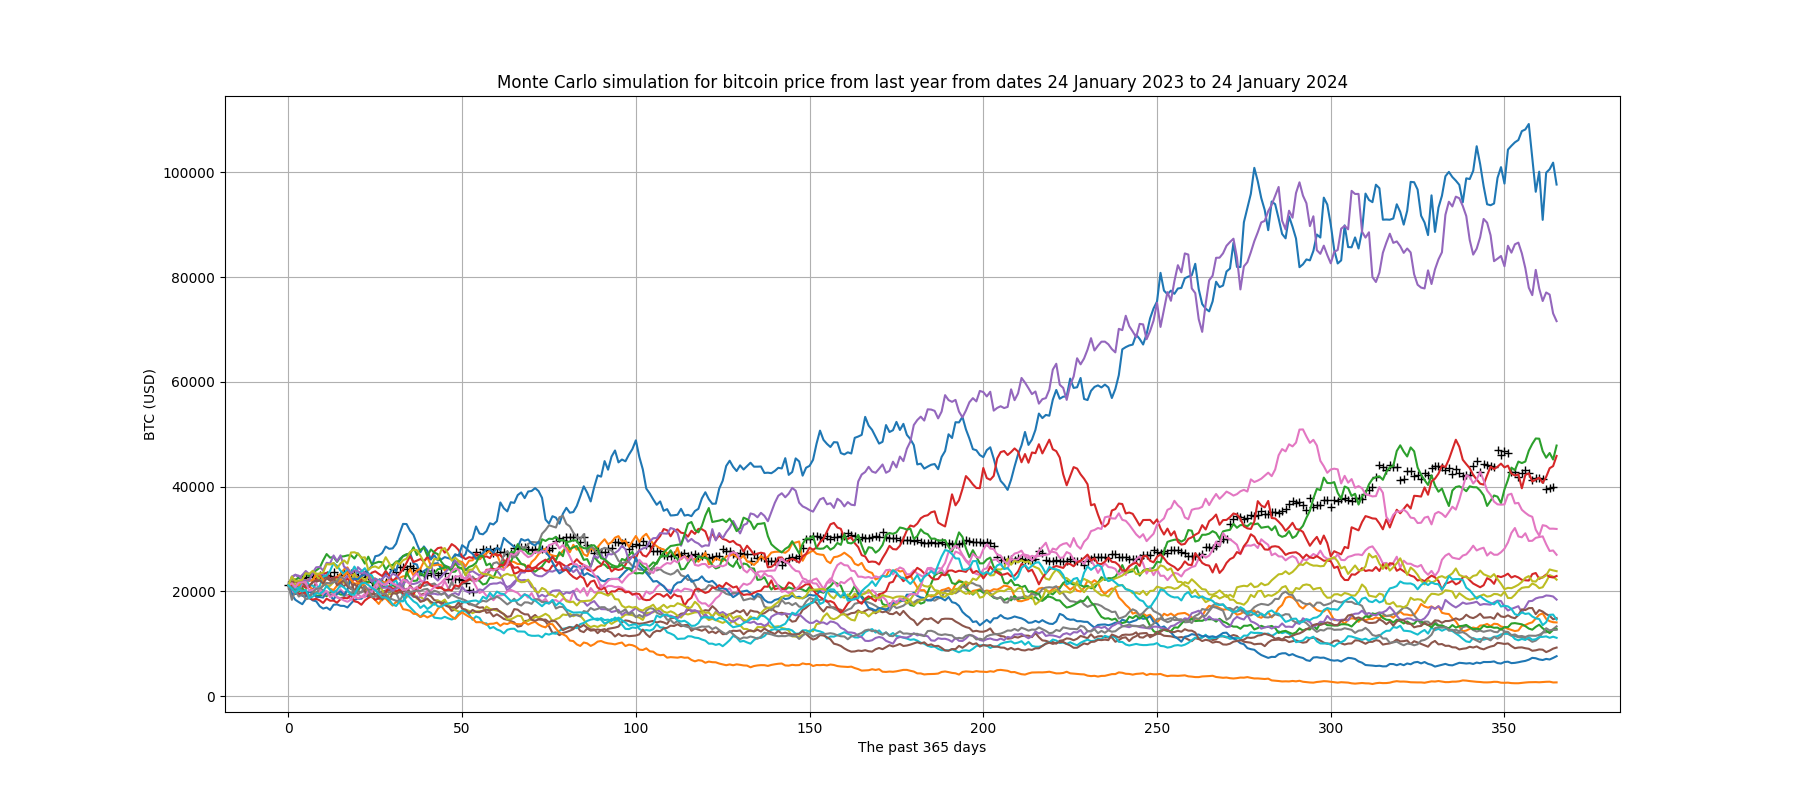 Monte Carlo simulation for bitcoin price from last year from dates 24 January 2023 to 24 January 2024
100000
80000
60000
40000
20000
0
BTC (USD)
0 50 100 150 200 250 300 350
The past 365 days